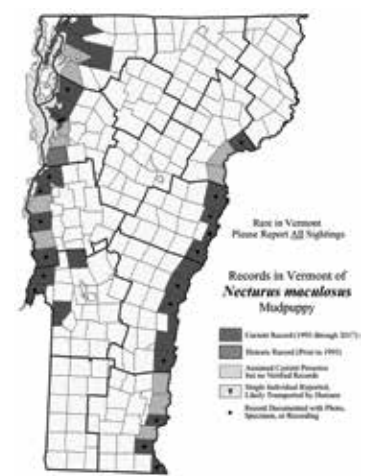 Rare in Vermont
Please Report All Sightings
Records in Vermont of
Necturus maculosus
Mudpuppy
Current Record (1993 through 2017)
Historic Record (Prior to 1993)
Assumed Current Presence
but no Verified Records
Single Individual Reported,
Likely Transported by Humans
Record Documented with Photo,
Specimen, or Recording